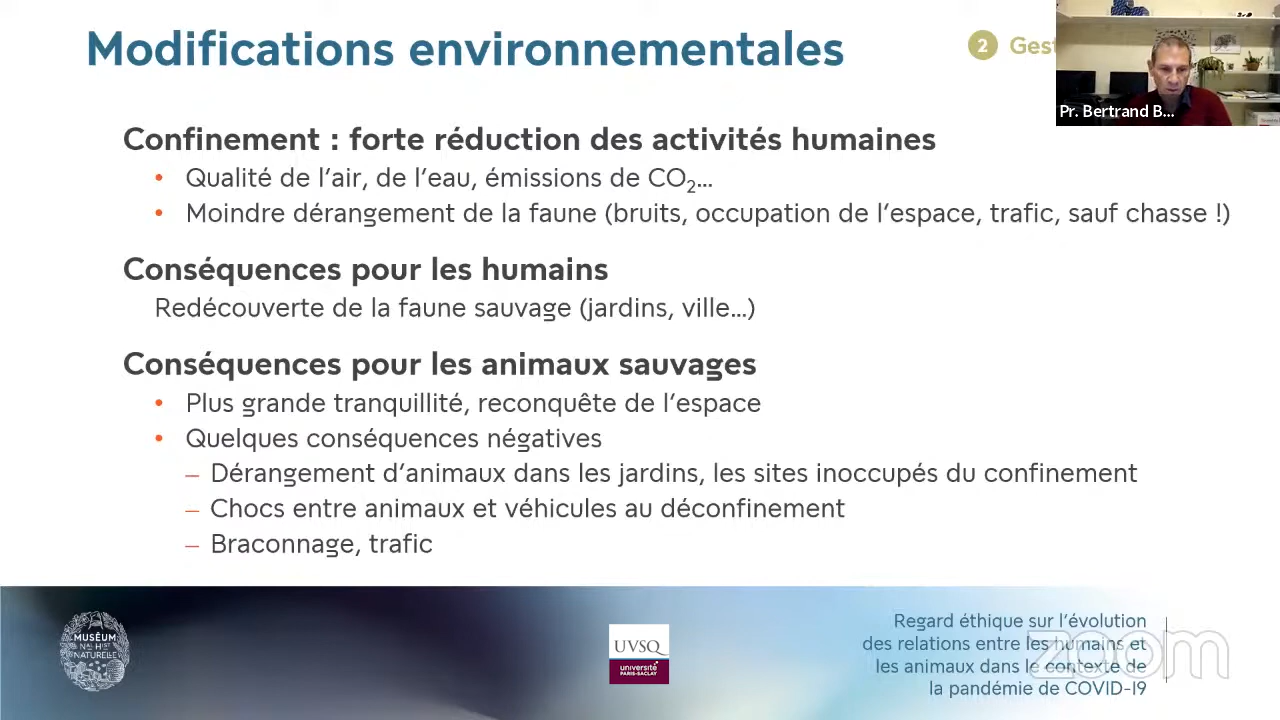 Modifications environnementales
2 Gest
Pr. Bertrand B...
Confinement : forte réduction des activités humaines
• Qualité de l'air, de l'eau, émissions de CO₂...
• Moindre dérangement de la faune (bruits, occupation de l'espace, trafic, sauf chasse !)
Conséquences pour les humains
Redécouverte de la faune sauvage (jardins, ville...)
Conséquences pour les animaux sauvages
• Plus grande tranquillité, reconquête de l'espace
• Quelques conséquences négatives
– Dérangement d'animaux dans les jardins, les sites inoccupés du confinement
– Chocs entre animaux et véhicules au déconfinement
– Braconnage, trafic
MUSÉUM
NAL HIST
NATURELLE
UVSQ
université
PARIS-SACLAY
Regard éthique sur l'évolution
des relations entre les humains et
les animaux dans le contexte de
la pandémie de COVID-19
zoom